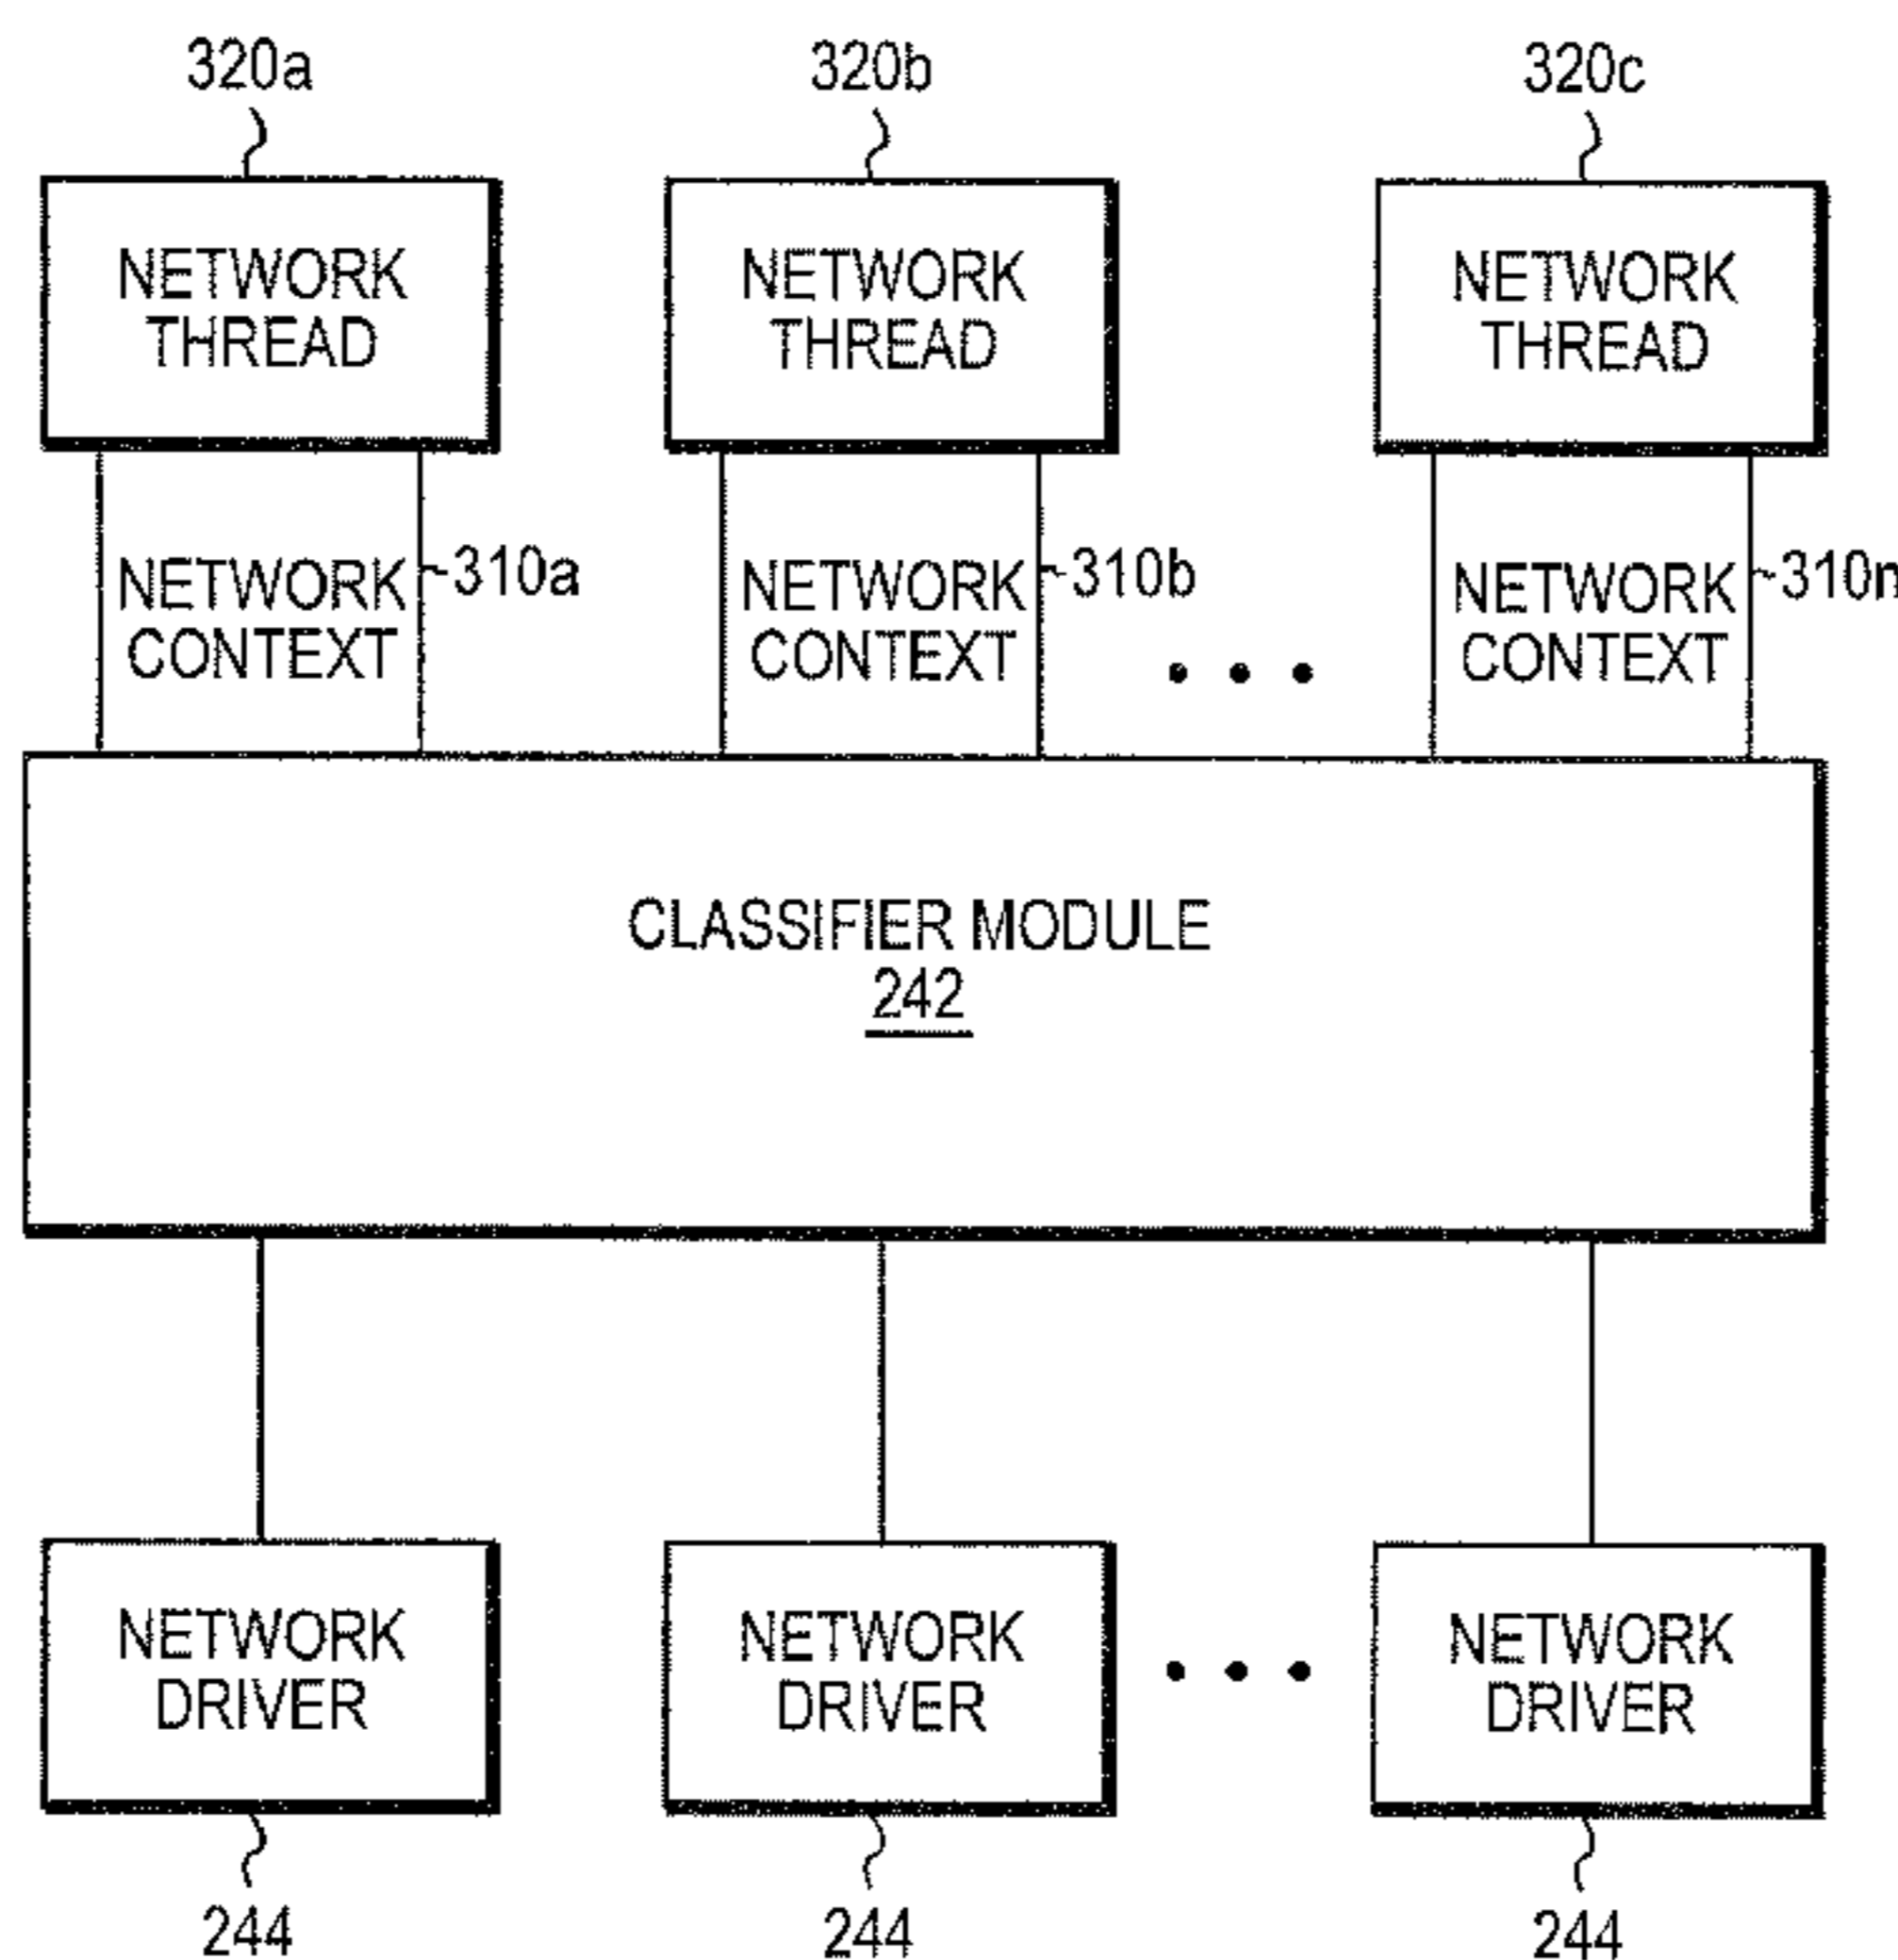 320a 320b 320c
NETWORK THREAD
NETWORK THREAD
NETWORK THREAD
NETWORK CONTEXT 310a
NETWORK CONTEXT 310b
NETWORK CONTEXT 310n
• • •
CLASSIFIER MODULE
242
NETWORK DRIVER
NETWORK DRIVER
• • •
NETWORK DRIVER
244 244 244